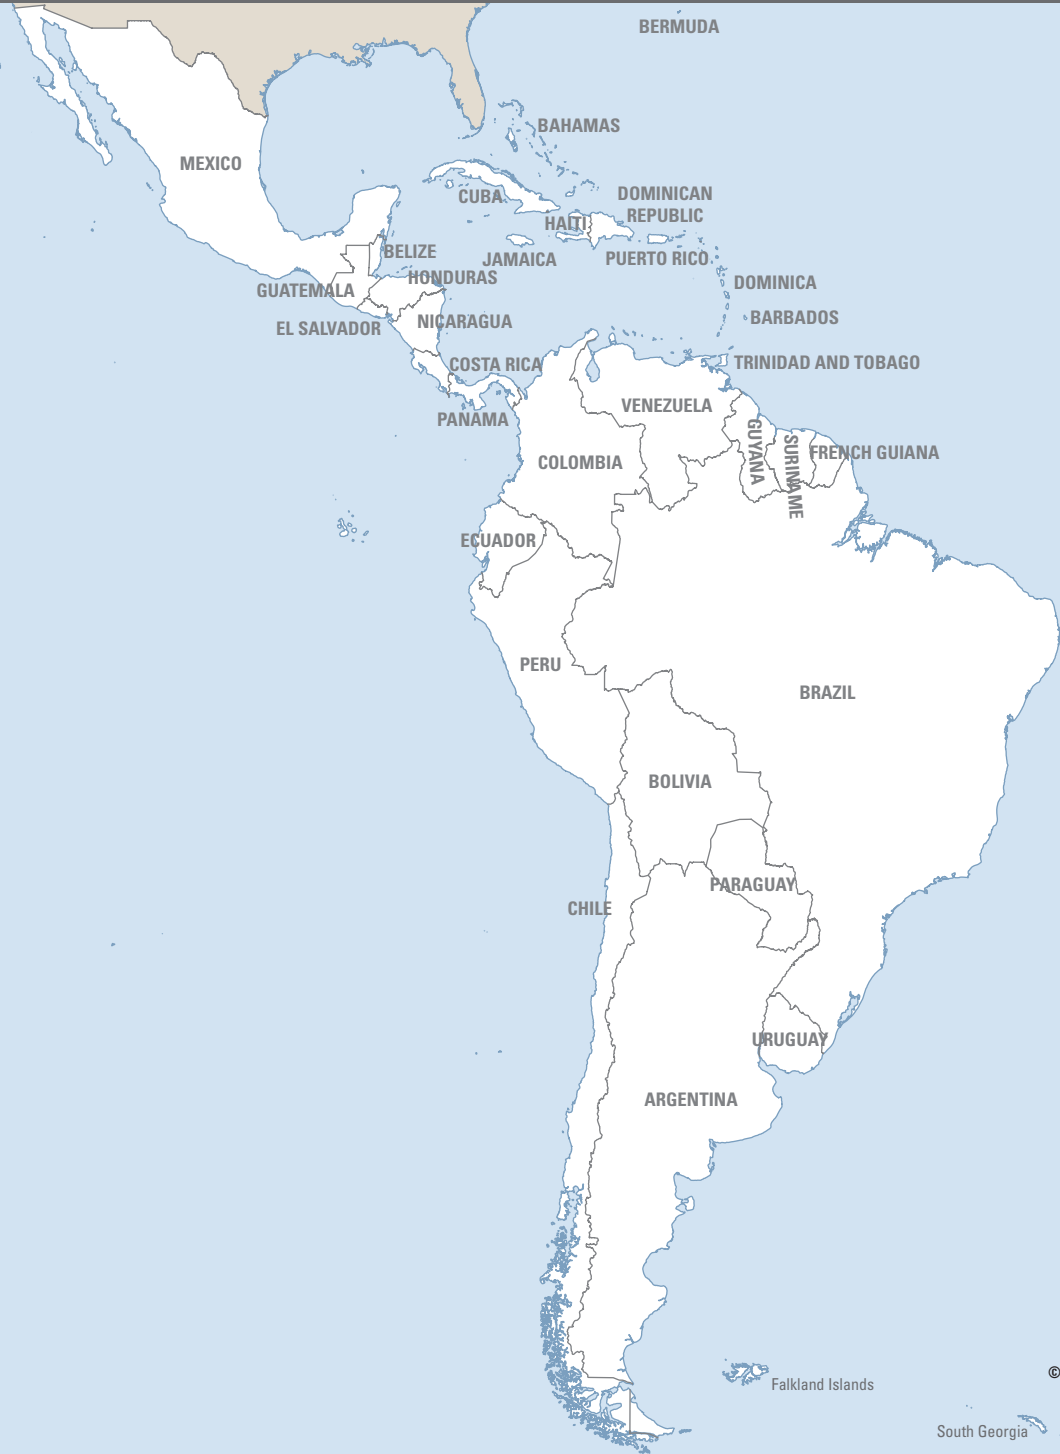 BERMUDA
BAHAMAS
MEXICO
CUBA
DOMINICAN
REPUBLIC
HAITI
JAMAICA
PUERTO RICO
BELIZE
HONDURAS
GUATEMALA
DOMINICA
BARBADOS
EL SALVADOR
NICARAGUA
COSTA RICA
TRINIDAD AND TOBAGO
PANAMA
VENEZUELA
GUYANA
SURINAME
FRENCH GUIANA
COLOMBIA
ECUADOR
PERU
BRAZIL
BOLIVIA
PARAGUAY
CHILE
URUGUAY
ARGENTINA
©
Falkland Islands
South Georgia